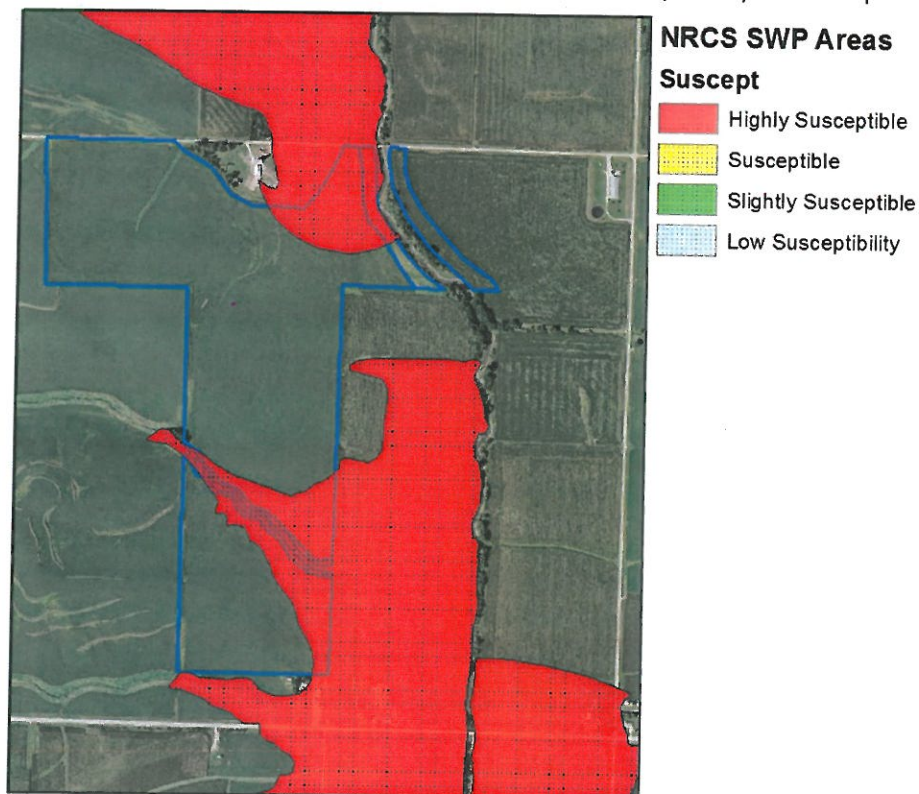 NRCS SWP Areas
Suscept
Highly Susceptible
Susceptible
Slightly Susceptible
Low Susceptibility